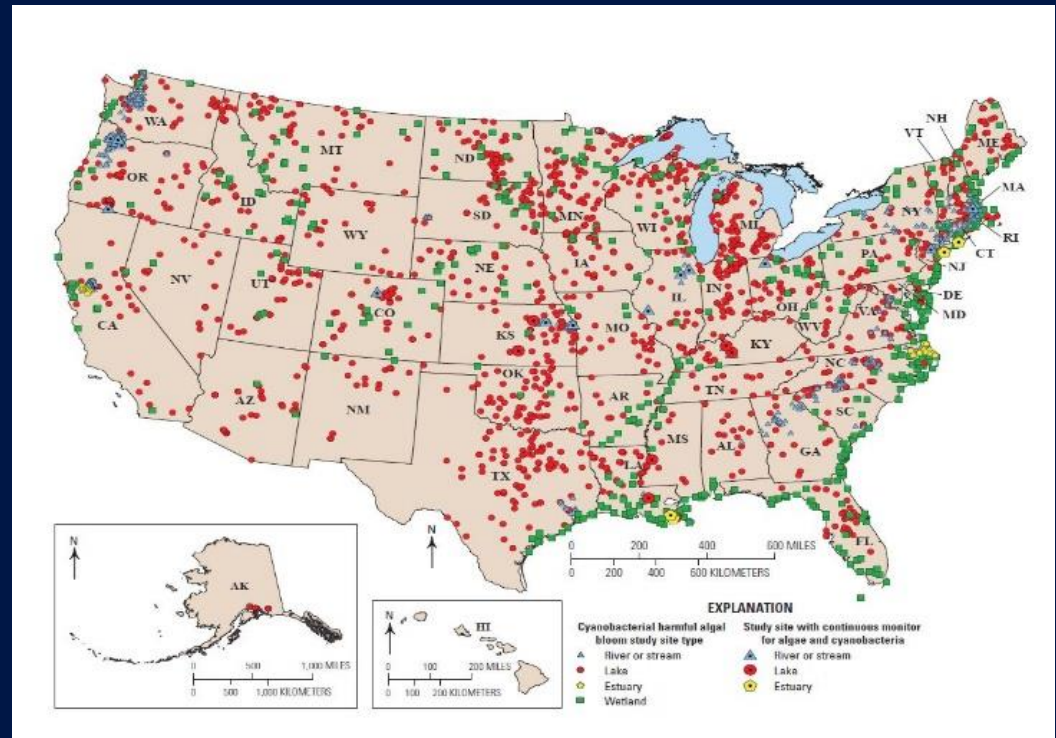 NH
VT
ME
WA
MT
ND
MA
OR
MN
ID
SD
WI
NY
MI
WY
RI
CT
IA
PA
NE
NJ
NV
UT
IL
IN
OH
DE
CO
MD
VA
CA
WV
KS
MO
KY
NC
OK
TN
AZ
NM
AR
SC
MS
AL
GA
LA
TX
FL
N
0 200 400 600 MILES
0 200 400 600 KILOMETERS
N
AK
0 500 1,000 MILES
0 500 1,000 KILOMETERS
N
HI
0 100 200 MILES
0 100 200 KILOMETERS
EXPLANATION
Cyanobacterial harmful algal
bloom study site type
River or stream
Lake
Estuary
Wetland
Study site with continuous monitor
for algae and cyanobacteria
River or stream
Lake
Estuary